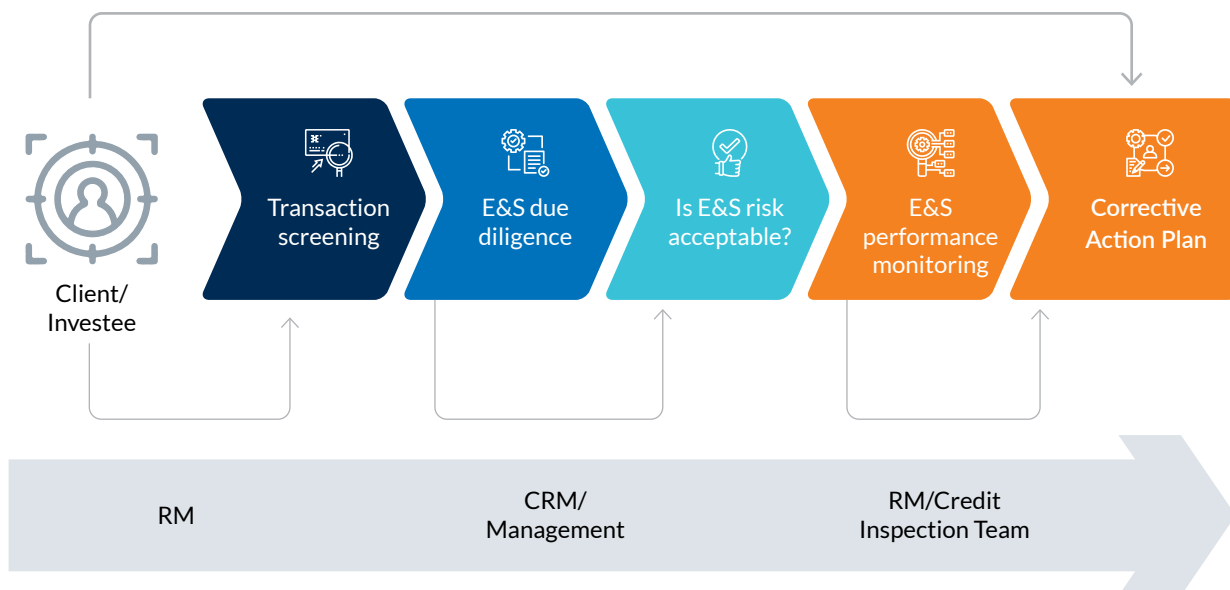 Client/
Investee
Transaction
screening
E&S due
diligence
Is E&S risk
acceptable?
E&S
performance
monitoring
Corrective
Action Plan
RM
CRM/
Management
RM/Credit
Inspection Team